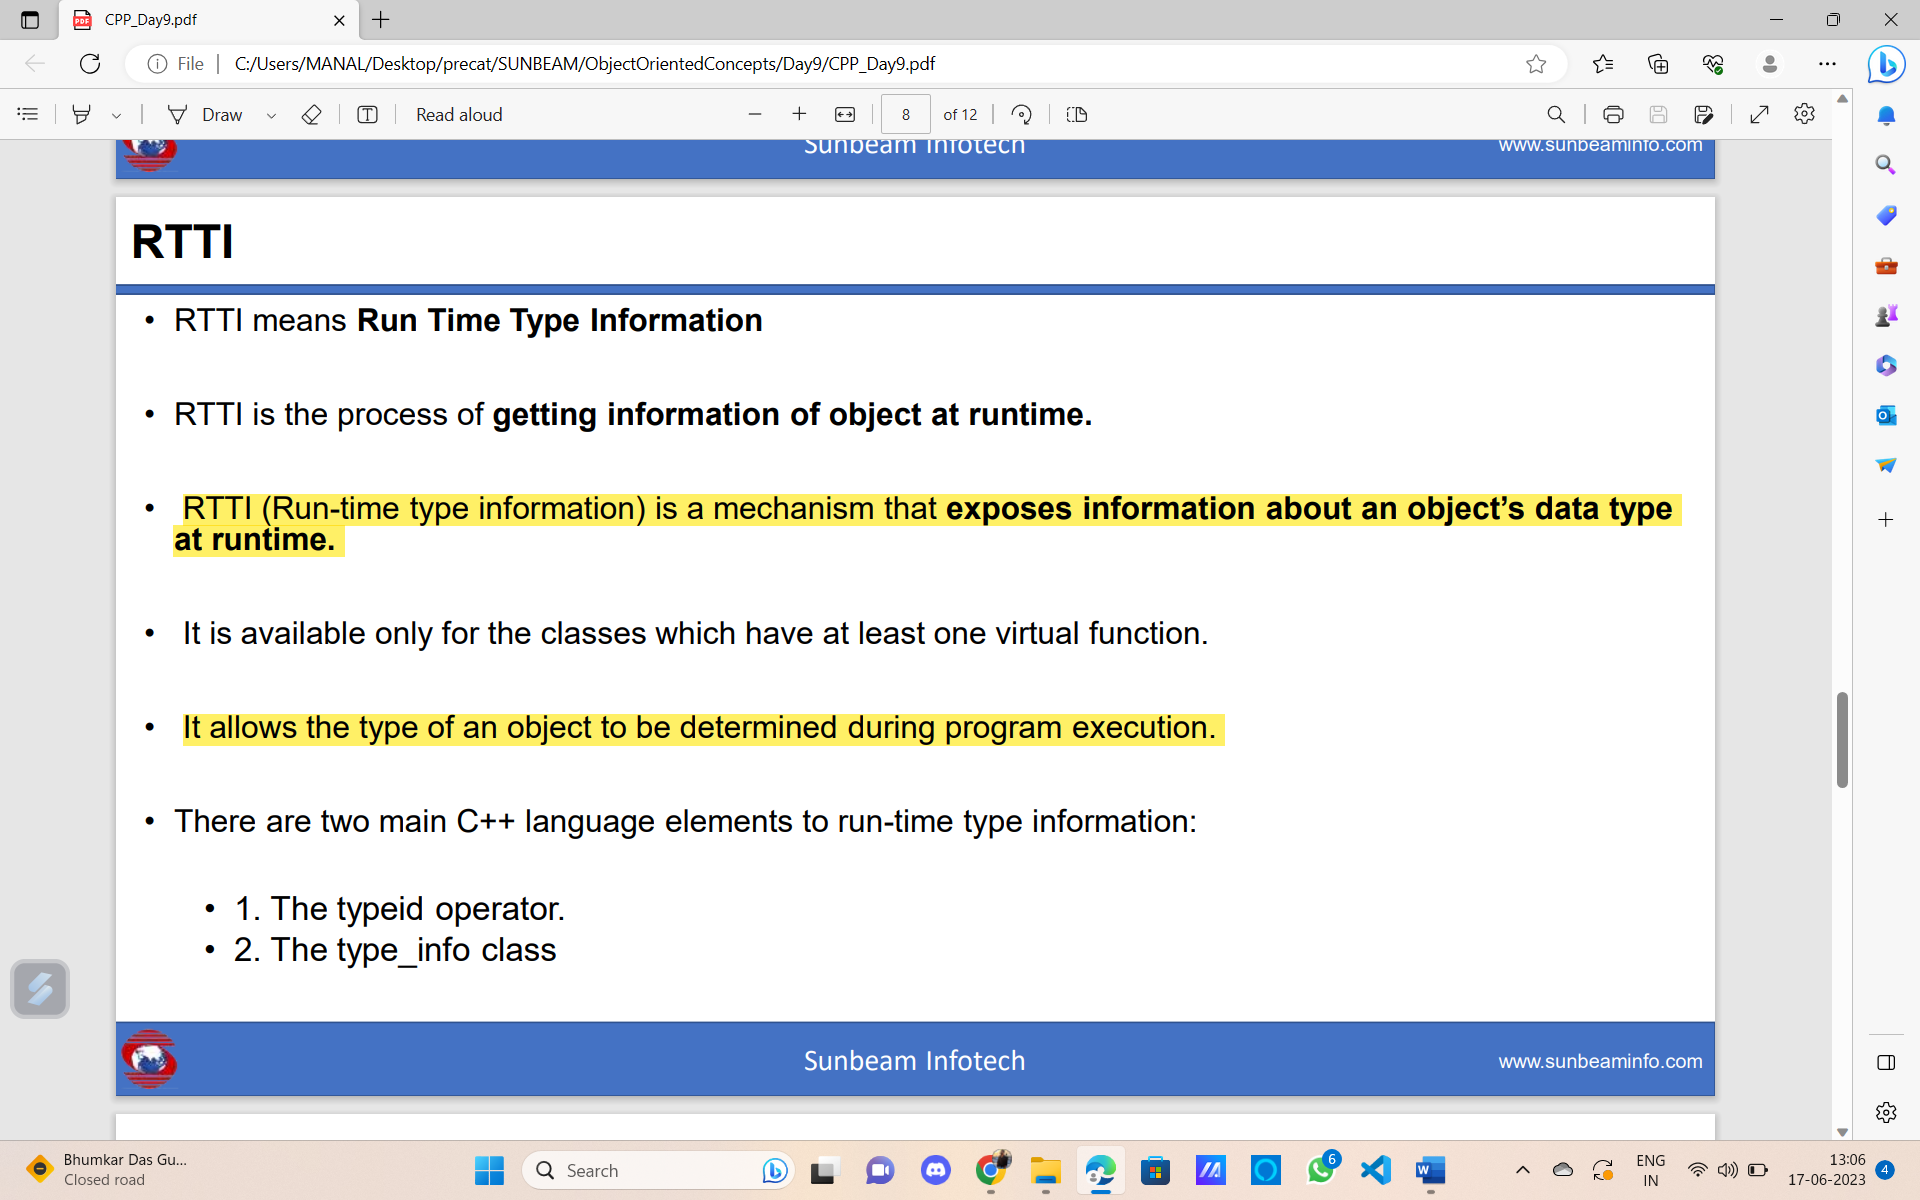 CPP_Day9.pdf
File
C:/Users/MANAL/Desktop/precat/SUNBEAM/ObjectOrientedConcepts/Day9/CPP_Day9.pdf
Draw
Read aloud
8
of 12
Sunbeam Infotech
www.sunbeaminfo.com
RTTI
• RTTI means Run Time Type Information
• RTTI is the process of getting information of object at runtime.
• RTTI (Run-time type information) is a mechanism that exposes information about an object’s data type
at runtime.
• It is available only for the classes which have at least one virtual function.
• It allows the type of an object to be determined during program execution.
• There are two main C++ language elements to run-time type information:
• 1. The typeid operator.
• 2. The type_info class
Sunbeam Infotech
www.sunbeaminfo.com
Bhumkar Das Gu...
Closed road
Search
6
ENG
IN
13:06
17-06-2023
4